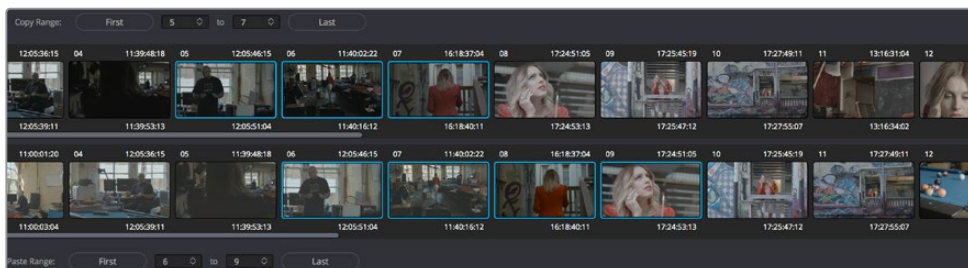 Copy Range: First 5 to 7 Last
12:05:36:15 04 11:39:48:18 05 12:05:46:15 06 11:40:02:22 07 16:18:37:04 08 17:24:51:05 09 17:25:45:19 10 17:27:49:11 11 13:16:31:04 12
12:05:39:11 11:39:53:13 12:05:51:04 11:40:16:12 16:18:40:11 17:24:53:13 17:25:47:12 17:27:55:07 13:16:34:02
11:00:01:20 04 12:05:36:15 05 11:39:48:18 06 12:05:46:15 07 11:40:02:22 08 16:18:37:04 09 17:24:51:05 10 17:25:45:19 11 17:27:49:11 12
11:00:03:04 12:05:39:11 11:39:53:13 12:05:51:04 11:40:16:12 16:18:40:11 17:24:53:13 17:25:47:12 17:27:55:07
Paste Range: First 6 to 9 Last